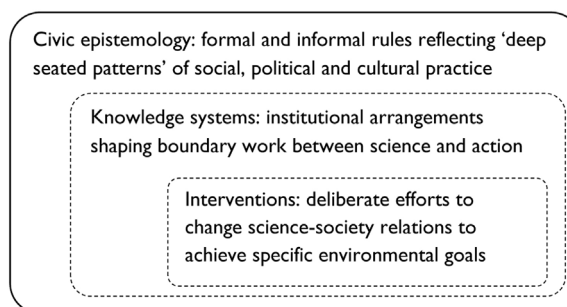 Civic epistemology: formal and informal rules reflecting ‘deep
seated patterns’ of social, political and cultural practice
Knowledge systems: institutional arrangements
shaping boundary work between science and action
Interventions: deliberate efforts to
change science-society relations to
achieve specific environmental goals